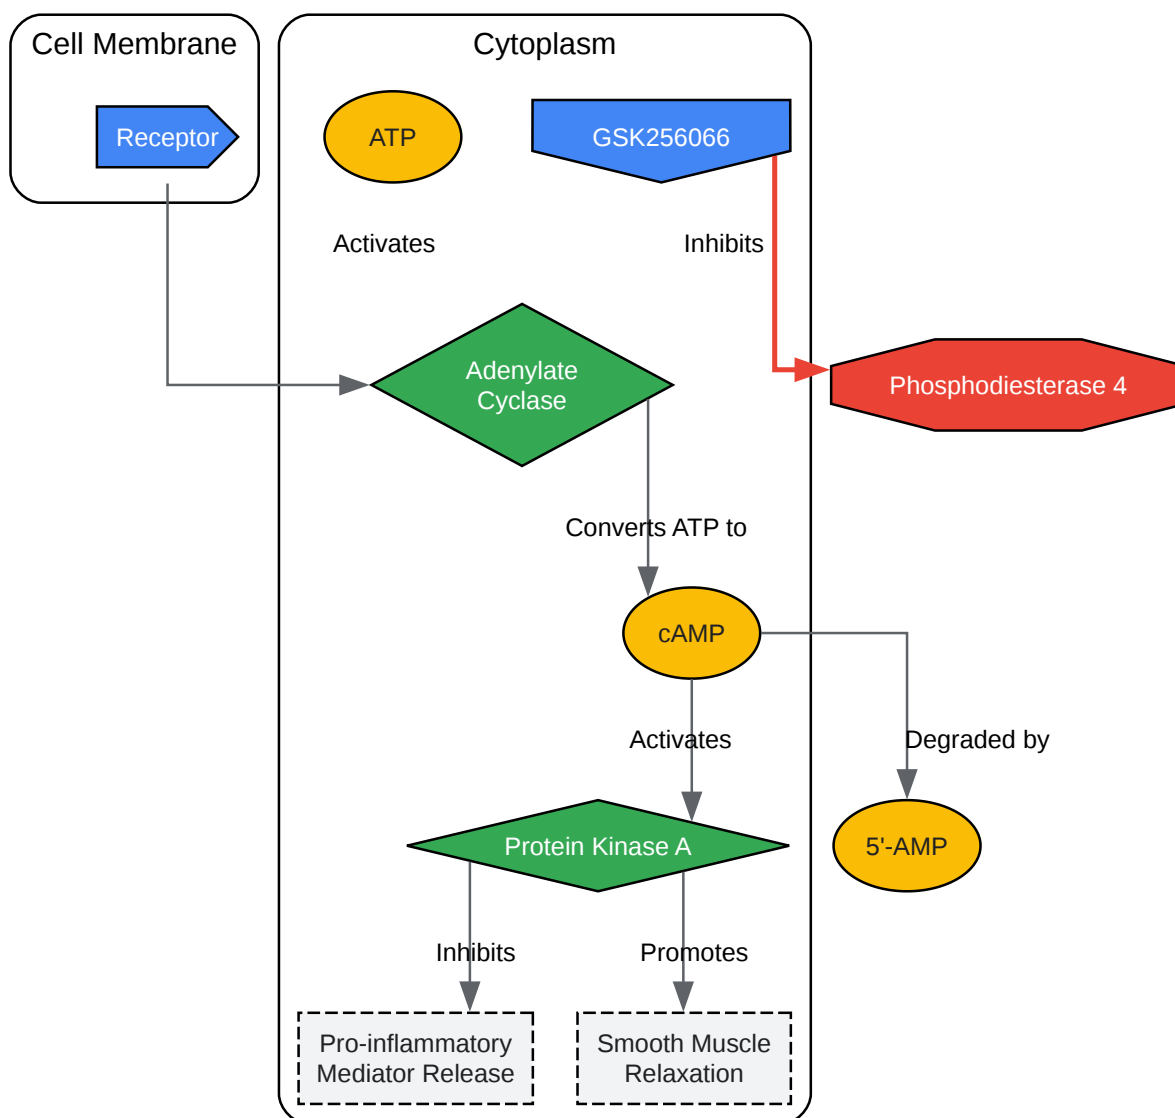 Cell Membrane
Cytoplasm
Receptor
ATP
GSK256066
Activates
Inhibits
Adenylate
Cyclase
Phosphodiesterase 4
Converts ATP to
cAMP
Activates
Degraded by
Protein Kinase A
5'-AMP
Inhibits
Promotes
Pro-inflammatory
Mediator Release
Smooth Muscle
Relaxation